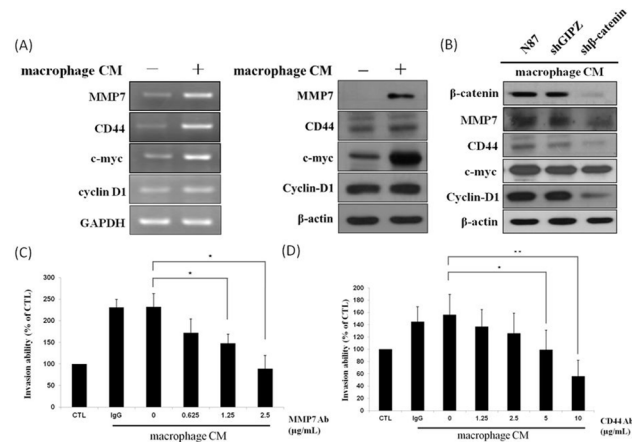 (A)
macrophage CM − +
MMP7
CD44
c-myc
cyclin D1
GAPDH
macrophage CM − +
MMP7
CD44
c-myc
Cyclin-D1
β-actin
(B)
N87 shGIPZ shβ-catenin
macrophage CM
β-catenin
MMP7
CD44
c-myc
Cyclin-D1
β-actin
(C)
Invasion ability (% of CTL)
300
250
200
150
100
50
0
* *
CTL IgG 0 0.625 1.25 2.5 MMP7 Ab
(μg/mL)
macrophage CM
(D)
Invasion ability (% of CTL)
200
180
160
140
120
100
80
60
40
20
0
**
*
CTL IgG 0 1.25 2.5 5 10 CD44 Ab
(μg/mL)
macrophage CM